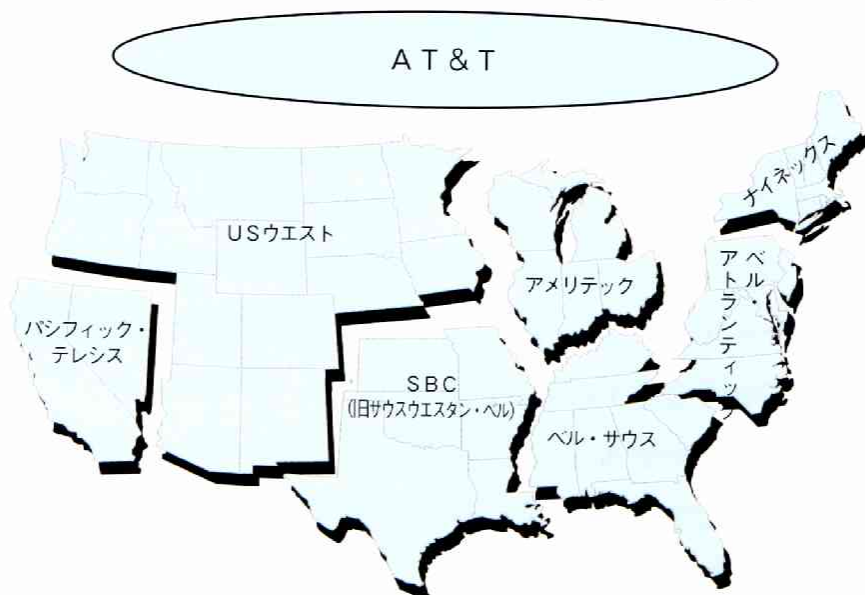 AT&T
ナイネックス
USウエスト
アメリテック
ベル・
アトランティック
パシフィック・
テレシス
SBC
(旧サウスウエスタン・ベル)
ベル・サウス